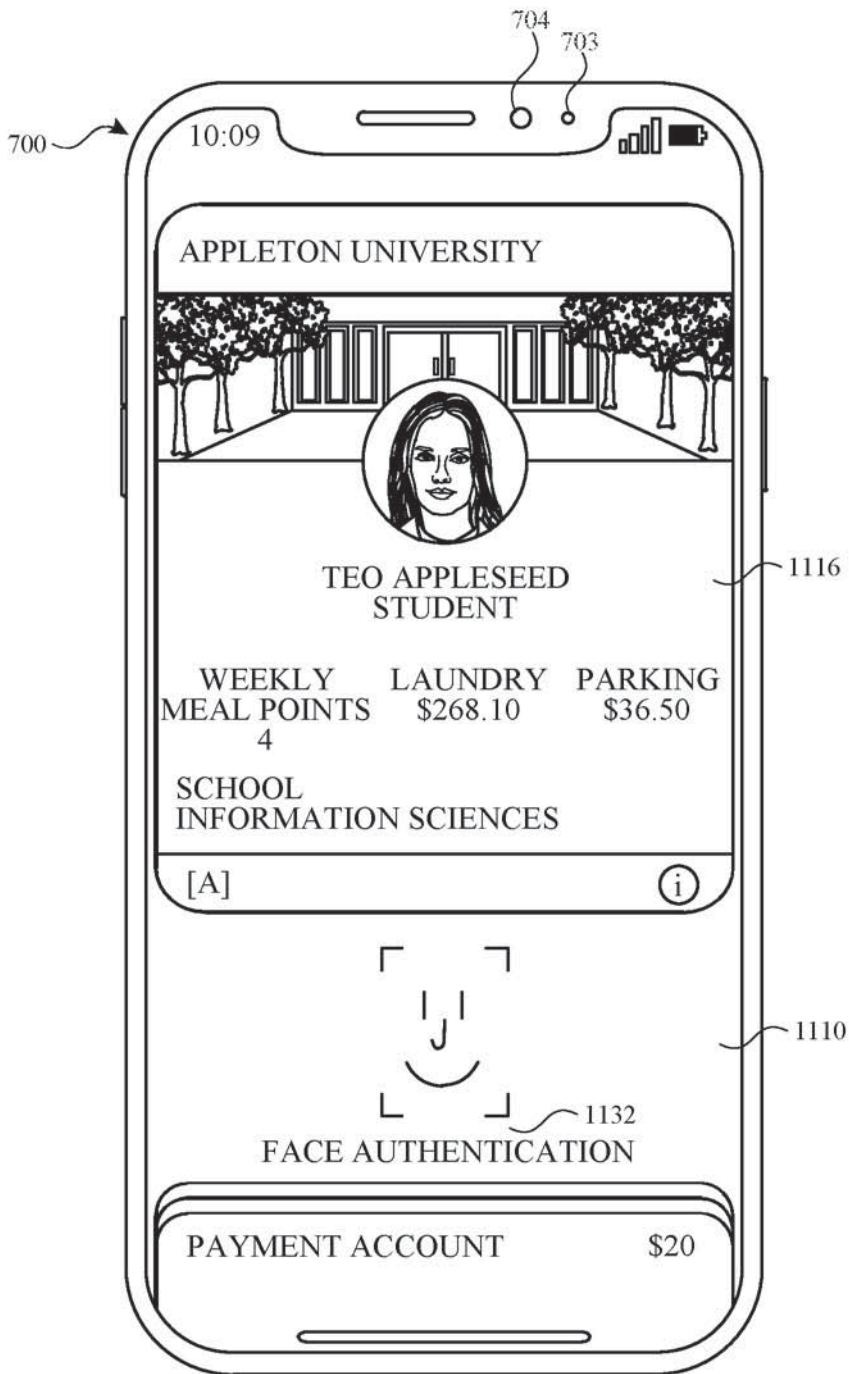 704
703
700
10:09
APPLETON UNIVERSITY
TEO APPLESEED
STUDENT
1116
WEEKLY
MEAL POINTS
4
LAUNDRY
$268.10
PARKING
$36.50
SCHOOL
INFORMATION SCIENCES
[A]
i
1110
1132
FACE AUTHENTICATION
PAYMENT ACCOUNT $20